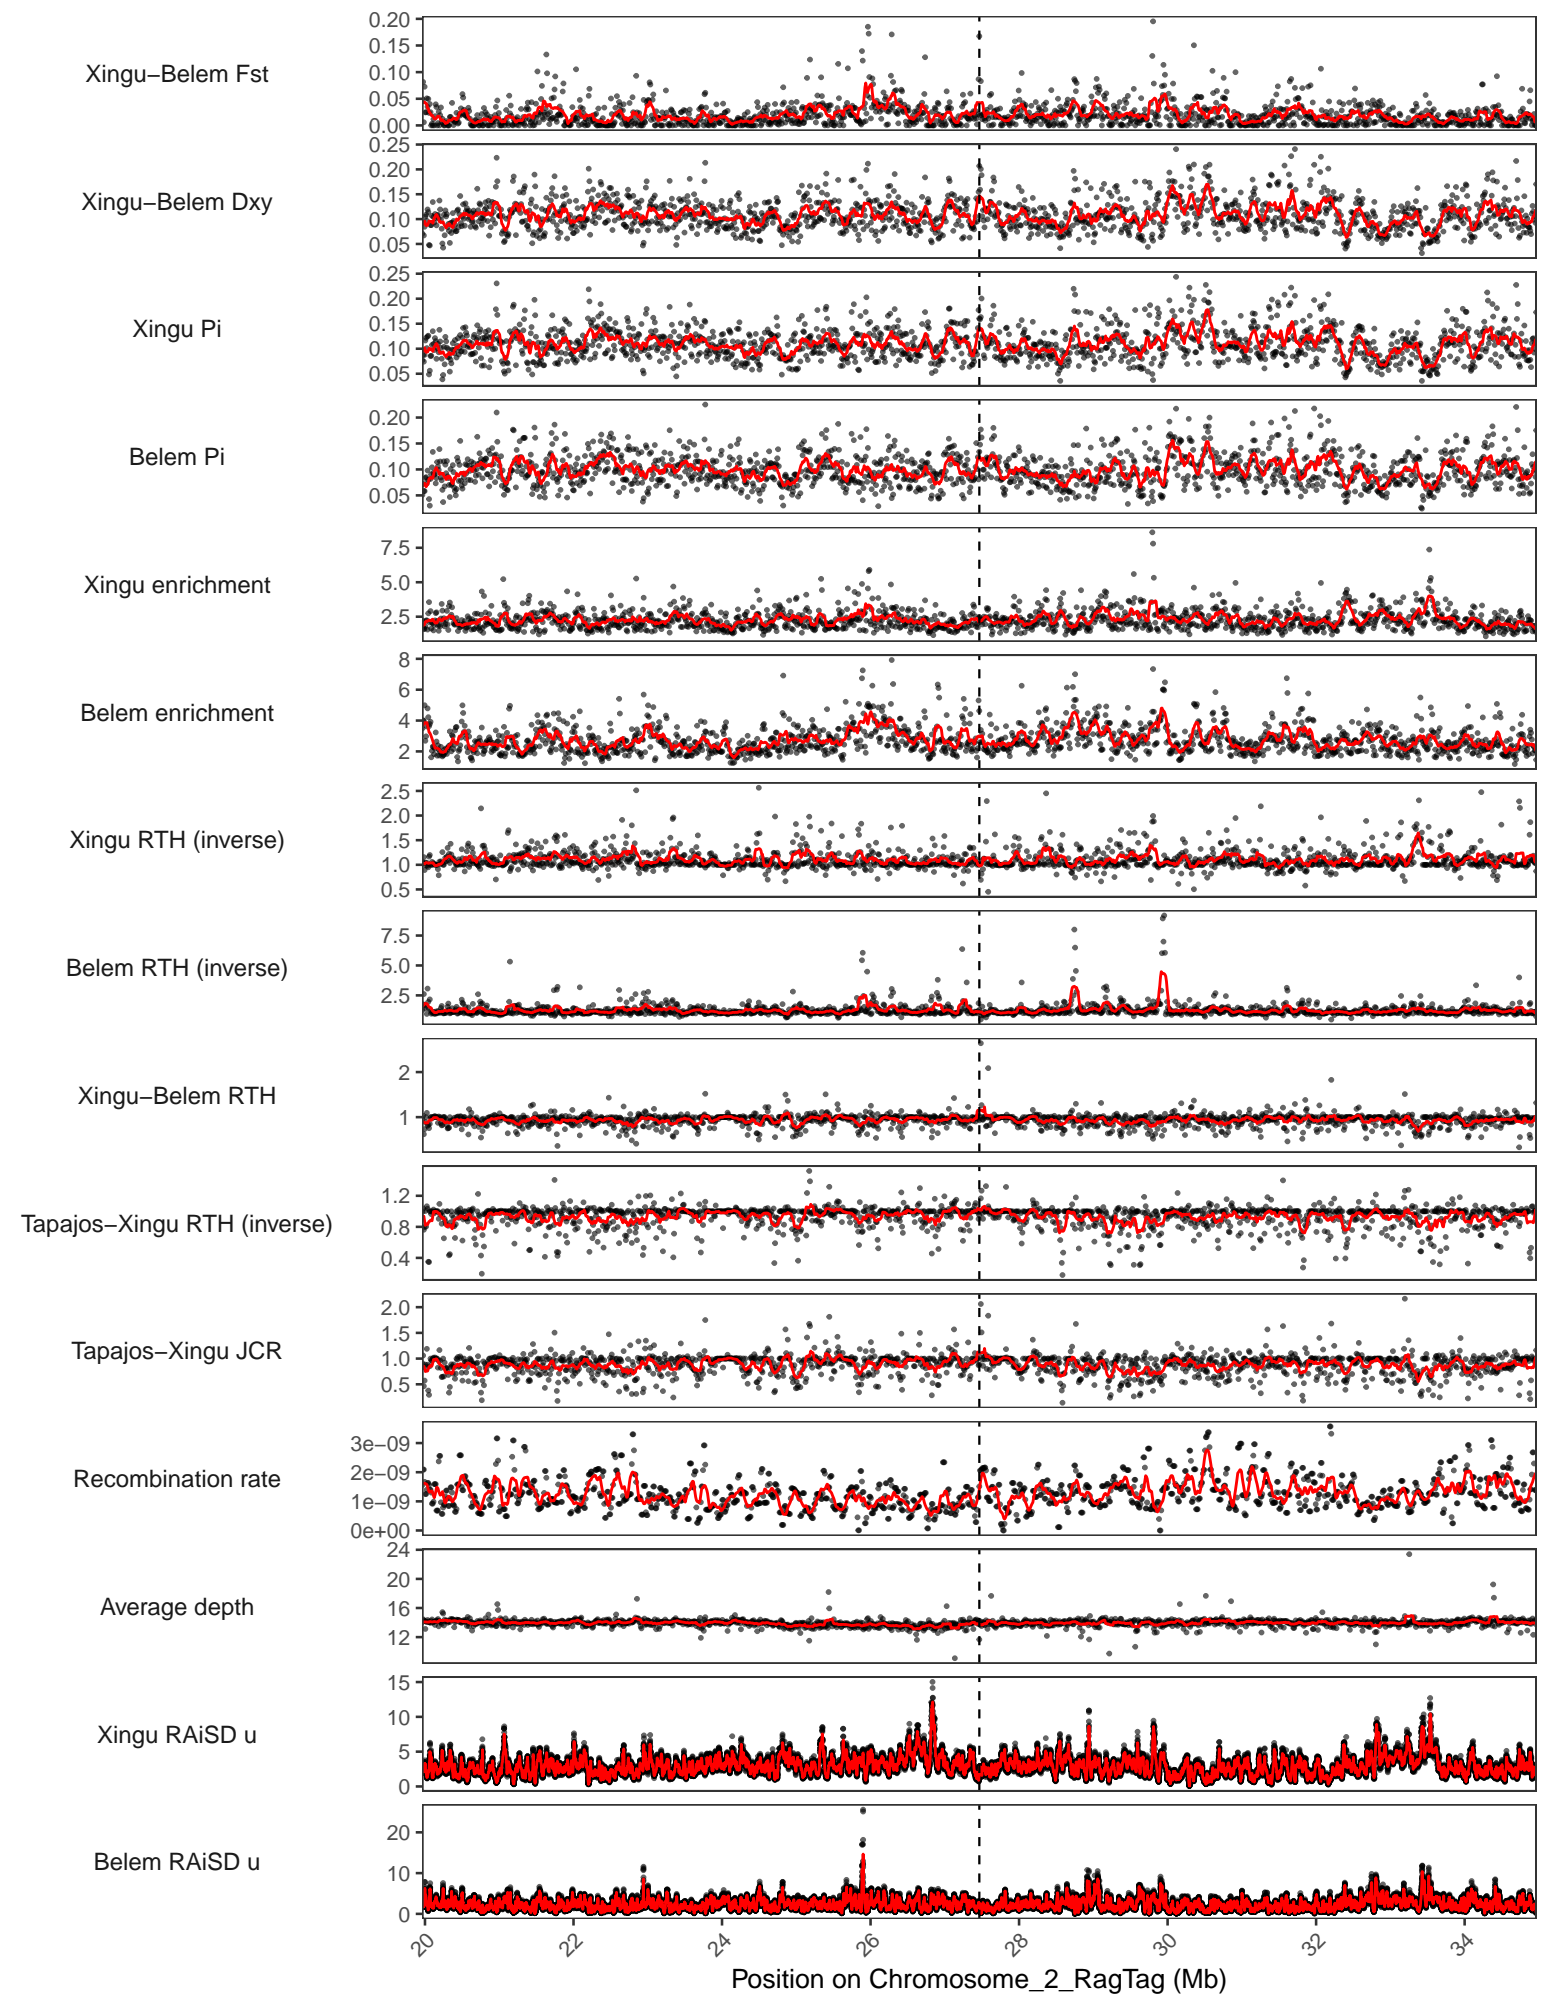 Xingu−Belem Fst
0.20
0.15
0.10
0.05
0.00
Xingu−Belem Dxy
0.25
0.20
0.15
0.10
0.05
Xingu Pi
0.25
0.20
0.15
0.10
0.05
Belem Pi
0.20
0.15
0.10
0.05
Xingu enrichment
7.5
5.0
2.5
Belem enrichment
8
6
4
2
Xingu RTH (inverse)
2.5
2.0
1.5
1.0
0.5
Belem RTH (inverse)
7.5
5.0
2.5
Xingu−Belem RTH
2
1
Tapajos−Xingu RTH (inverse)
1.2
0.8
0.4
Tapajos−Xingu JCR
2.0
1.5
1.0
0.5
Recombination rate
3e−09
2e−09
1e−09
0e+00
Average depth
24
20
16
12
Xingu RAiSD u
15
10
5
0
Belem RAiSD u
20
10
0
20 22 24 26 28 30 32 34
Position on Chromosome_2_RagTag (Mb)